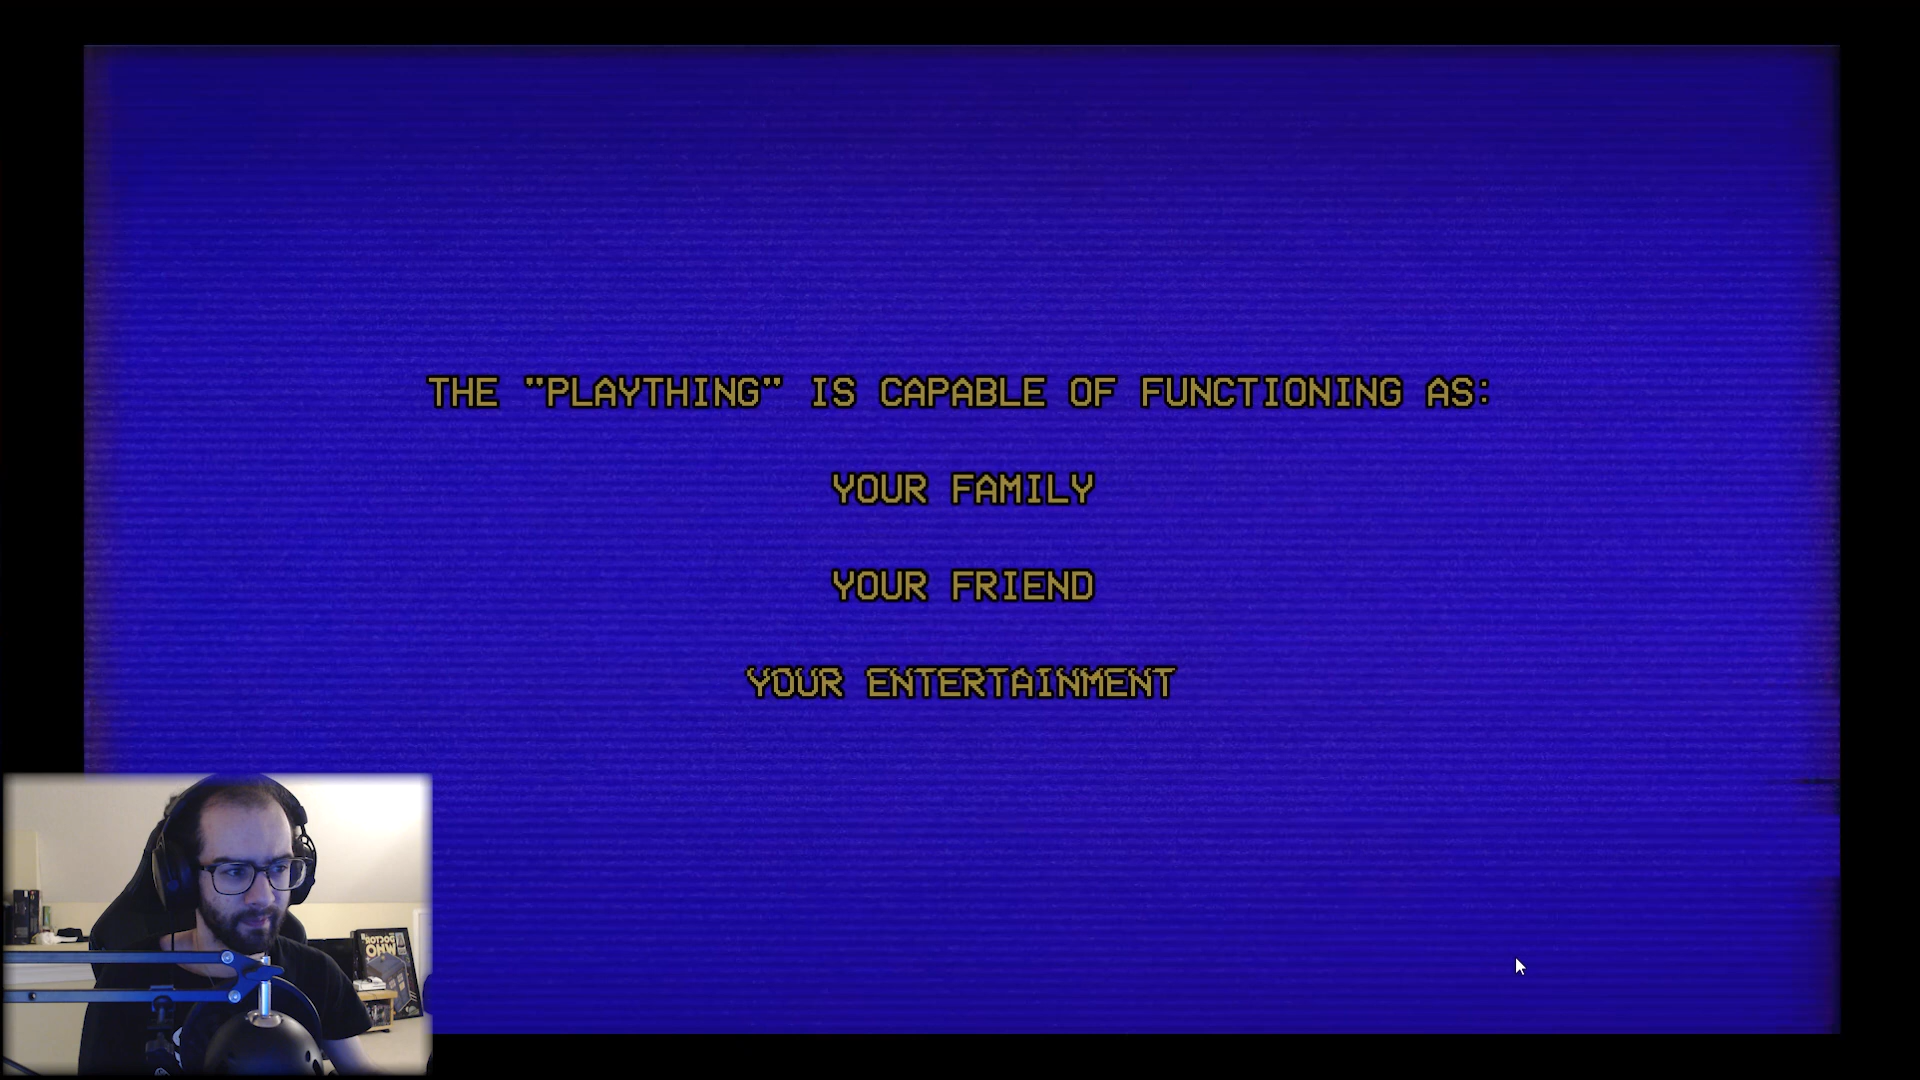 THE "PLAYTHING" IS CAPABLE OF FUNCTIONING AS:
YOUR FAMILY
YOUR FRIEND
YOUR ENTERTAINMENT